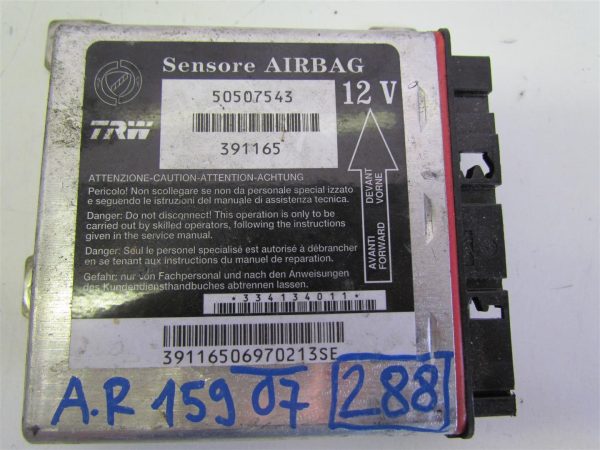 Sensore AIRBAG
50507543
12 V
TRW
391165
ATTENZIONE-CAUTION-ATTENTION-ACHTUNG
Pericolo! Non scollegare se non da personale special izzato
e seguendo le istruzioni del manuale di assistenza tecnica.
Danger: Do not disconnect! This operation is only to be
carried out by skilled operators, following the instructions
given in the service manual.
Danger: Seul le personel specialisé est autorisé à débrancher
en se tenant aux instructions du manuel de reparation.
Gefahr: nur von Fachpersonal und nach den Anweisungen
des Kundendiensthandbuches abtrennen lassen.
AVANTI DEVANT
FORWARD VORNE
*334134011*
39116506970213SE
A.R 159 07 288